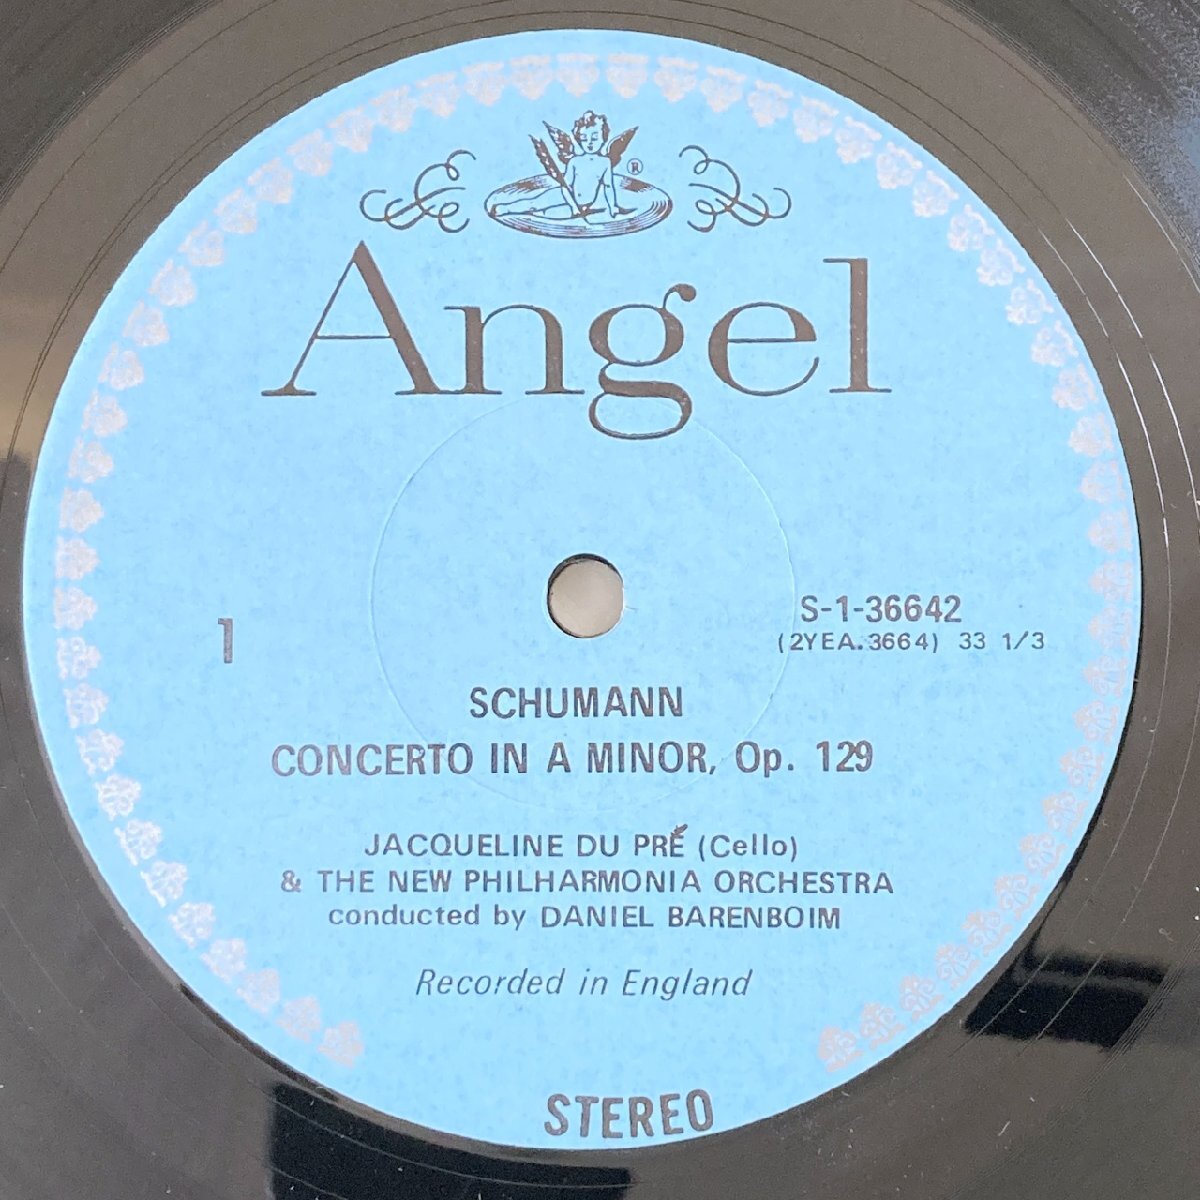 ®
Angel
1
S-1-36642
(2YEA.3664) 33 1/3
SCHUMANN
CONCERTO IN A MINOR, Op. 129
JACQUELINE DU PRÉ (Cello)
& THE NEW PHILHARMONIA ORCHESTRA
conducted by DANIEL BARENBOIM
Recorded in England
STEREO